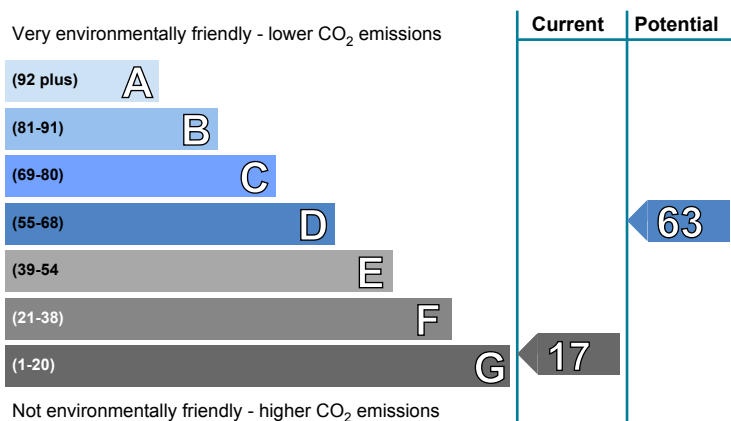 Very environmentally friendly - lower CO₂ emissions
Current Potential
(92 plus) A
(81-91) B
(69-80) C
(55-68) D
63
(39-54 E
(21-38) F
(1-20) G
17
Not environmentally friendly - higher CO₂ emissions